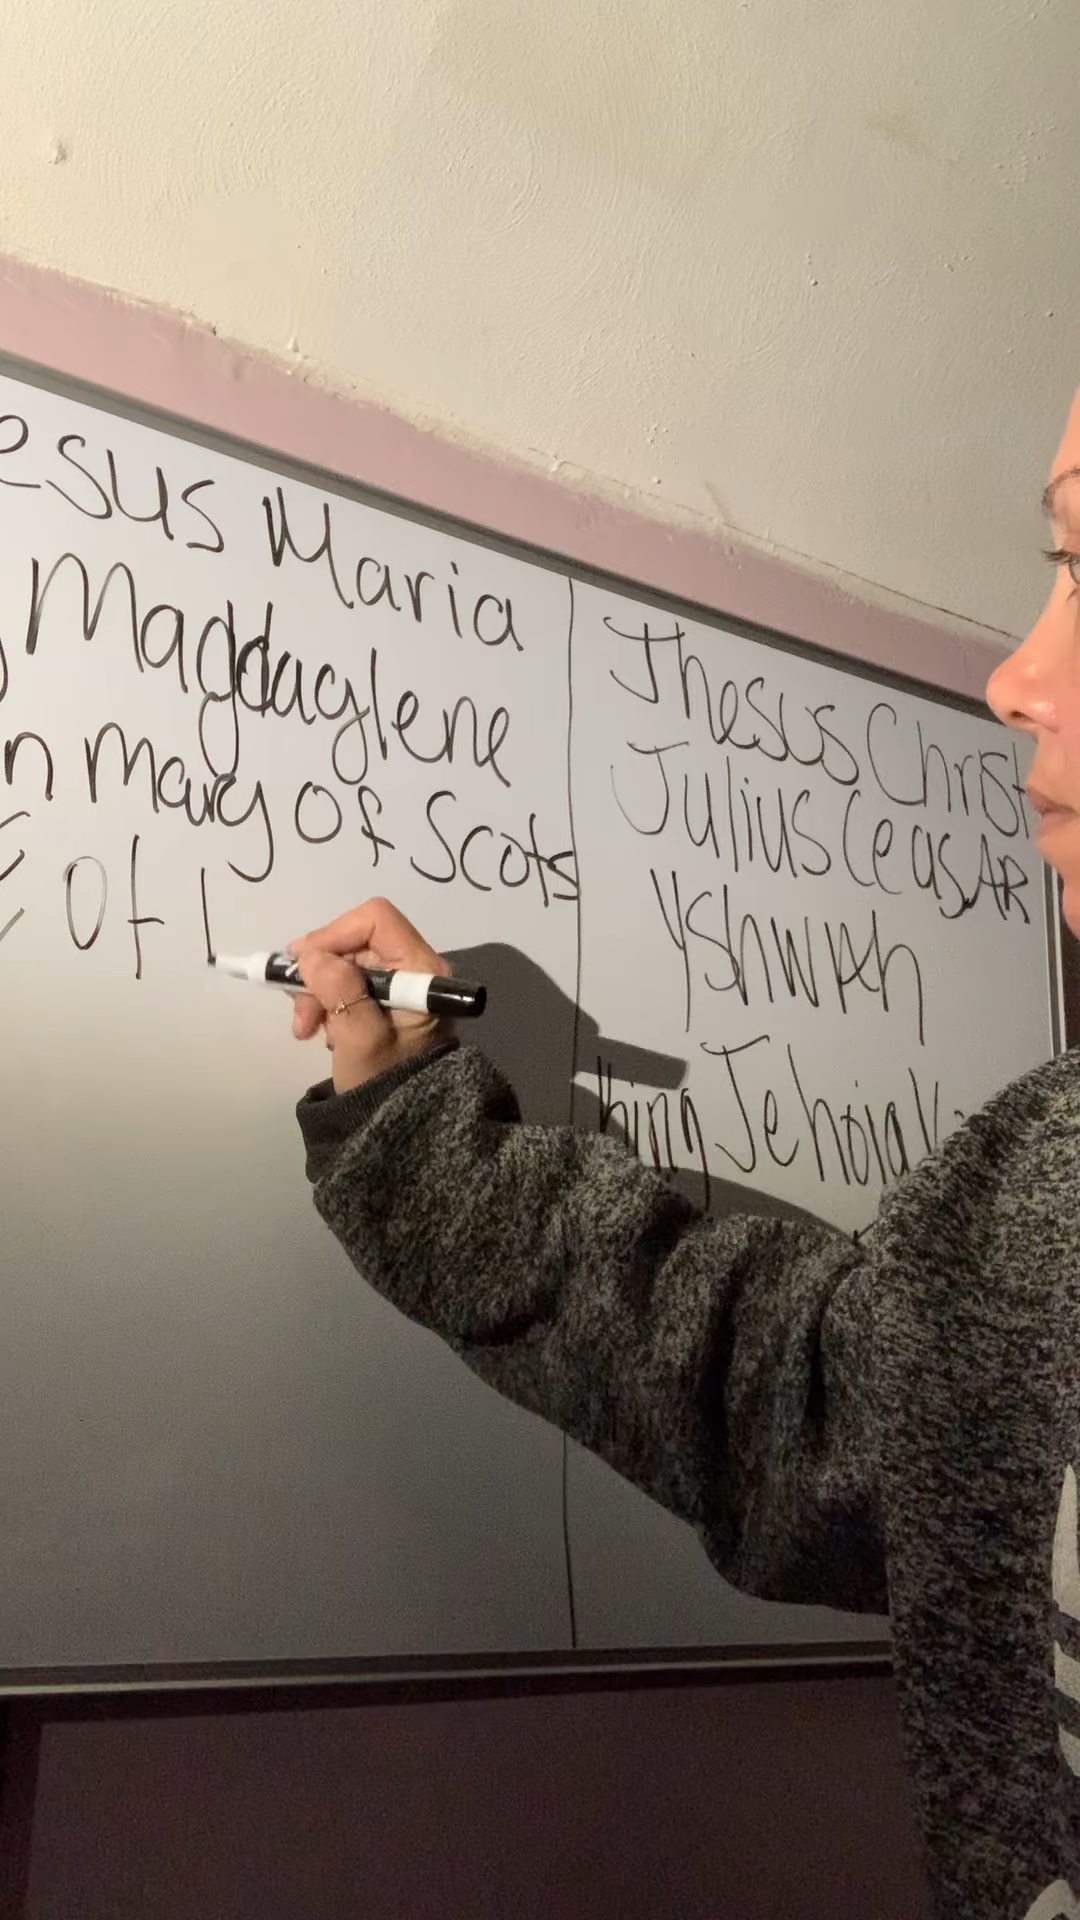 esus Maria
Magdaglene
n Mary Of Scots
Of
Jhesus Christ
Julius CeasAR
YShWAh
King Jehoia